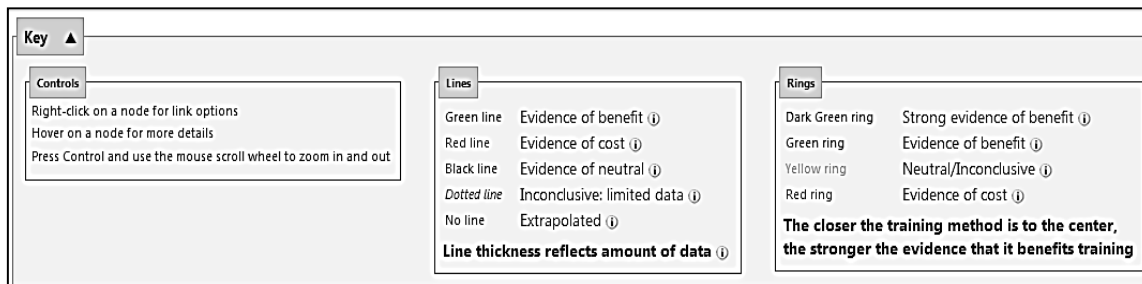 Key ▲
Controls
Right-click on a node for link options
Hover on a node for more details
Press Control and use the mouse scroll wheel to zoom in and out
Lines
Green line Evidence of benefit ⓘ
Red line Evidence of cost ⓘ
Black line Evidence of neutral ⓘ
Dotted line Inconclusive: limited data ⓘ
No line Extrapolated ⓘ
Line thickness reflects amount of data ⓘ
Rings
Dark Green ring Strong evidence of benefit ⓘ
Green ring Evidence of benefit ⓘ
Yellow ring Neutral/Inconclusive ⓘ
Red ring Evidence of cost ⓘ
The closer the training method is to the center,
the stronger the evidence that it benefits training